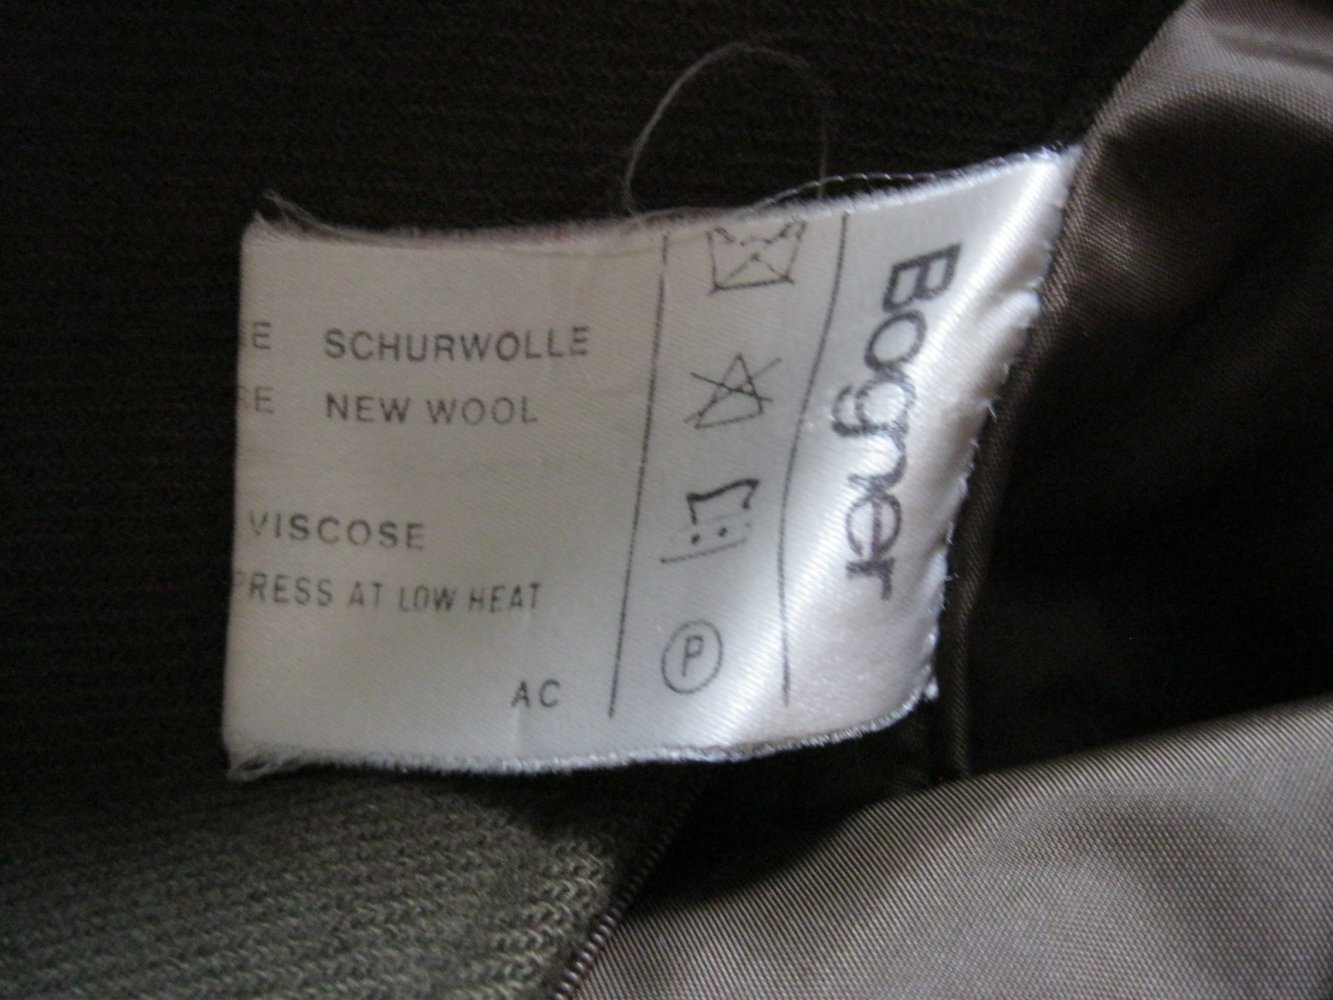 E SCHURWOLLE
RE NEW WOOL
VISCOSE
PRESS AT LOW HEAT
AC
P
Bogner